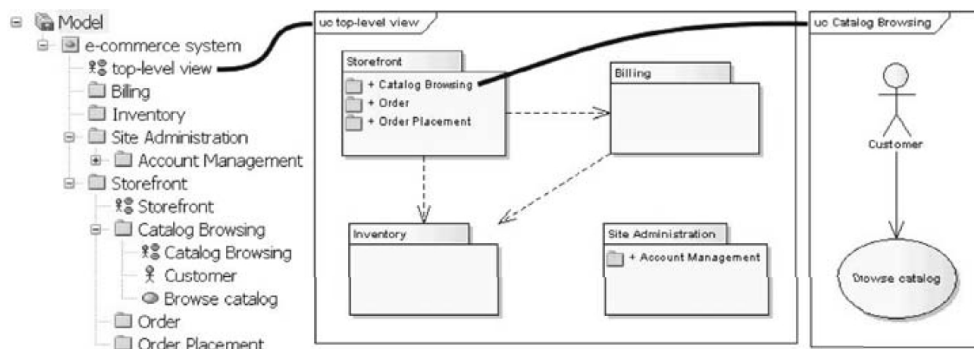 Model
e-commerce system
top-level view
Billing
Inventory
Site Administration
Account Management
Storefront
Storefront
Catalog Browsing
Catalog Browsing
Customer
Browse catalog
Order
Order Placement
uc top-level view
Storefront
+ Catalog Browsing
+ Order
+ Order Placement
Billing
Inventory
Site Administration
+ Account Management
uc Catalog Browsing
Customer
Browse catalog